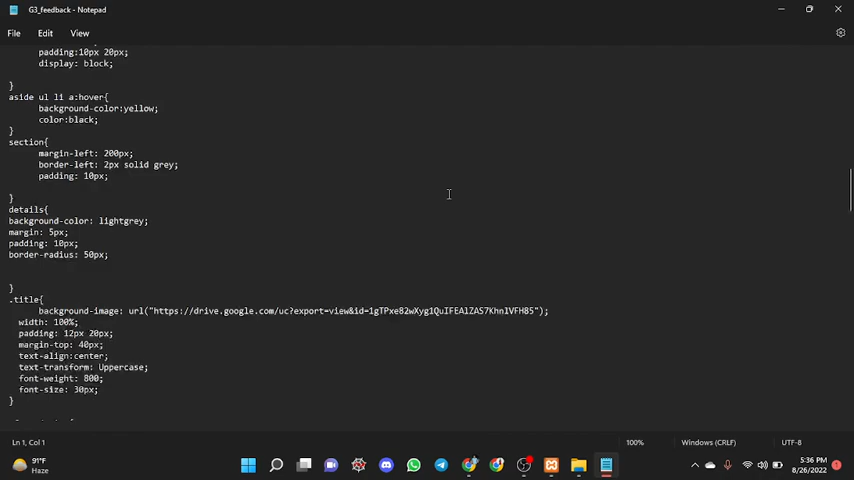 G3_feedback - Notepad
File Edit View
padding:10px 20px;
display: block;
}
aside ul li a:hover{
background-color:yellow;
color:black;
}
section{
margin-left: 200px;
border-left: 2px solid grey;
padding: 10px;
}
details{
background-color: lightgrey;
margin: 5px;
padding: 10px;
border-radius: 50px;
}
.title{
background-image: url("https://drive.google.com/uc?export=view&id=1gTPxe82wXyg1QuIFEAlZAS7KhnlVFH85");
width: 100%;
padding: 12px 20px;
margin-top: 40px;
text-align:center;
text-transform: Uppercase;
font-weight: 800;
font-size: 30px;
}
Ln 1, Col 1 100% Windows (CRLF) UTF-8
91°F
Haze
5:36 PM
8/26/2022